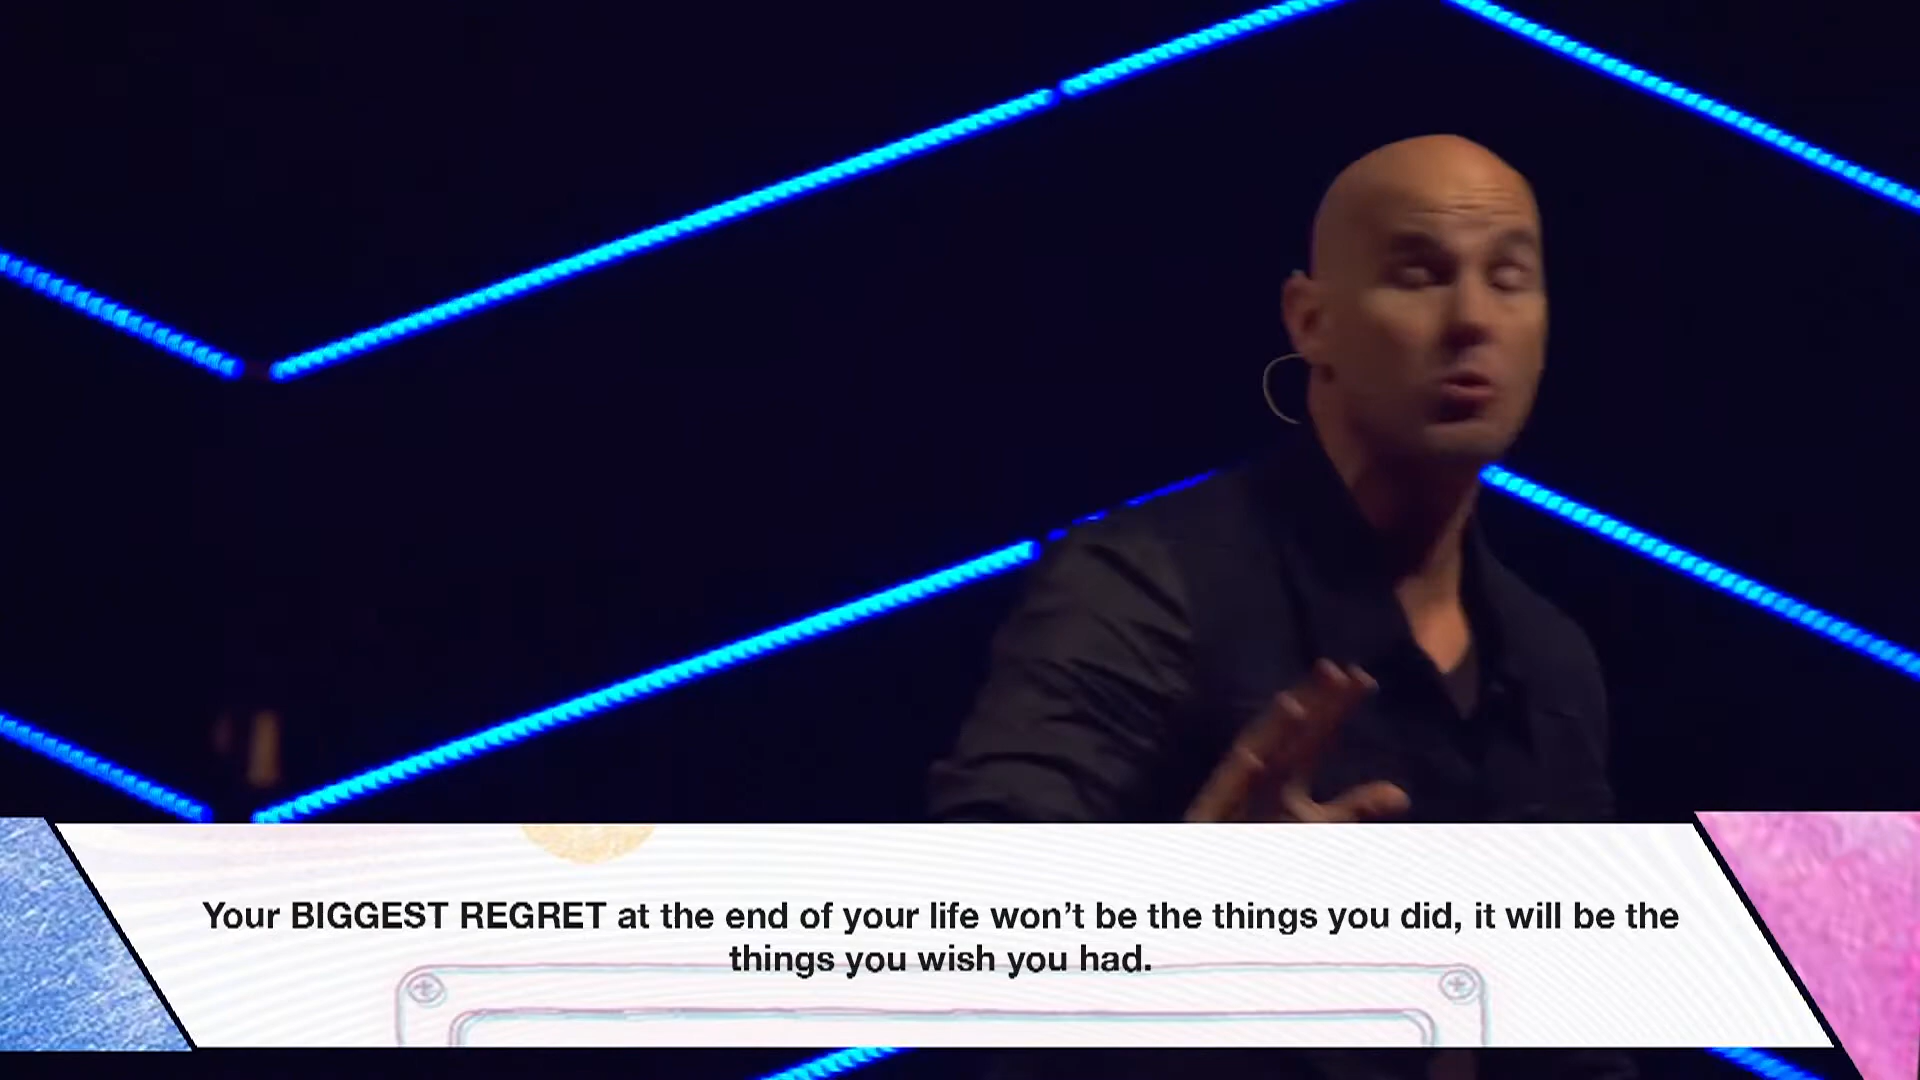 Your BIGGEST REGRET at the end of your life won’t be the things you did, it will be the
things you wish you had.